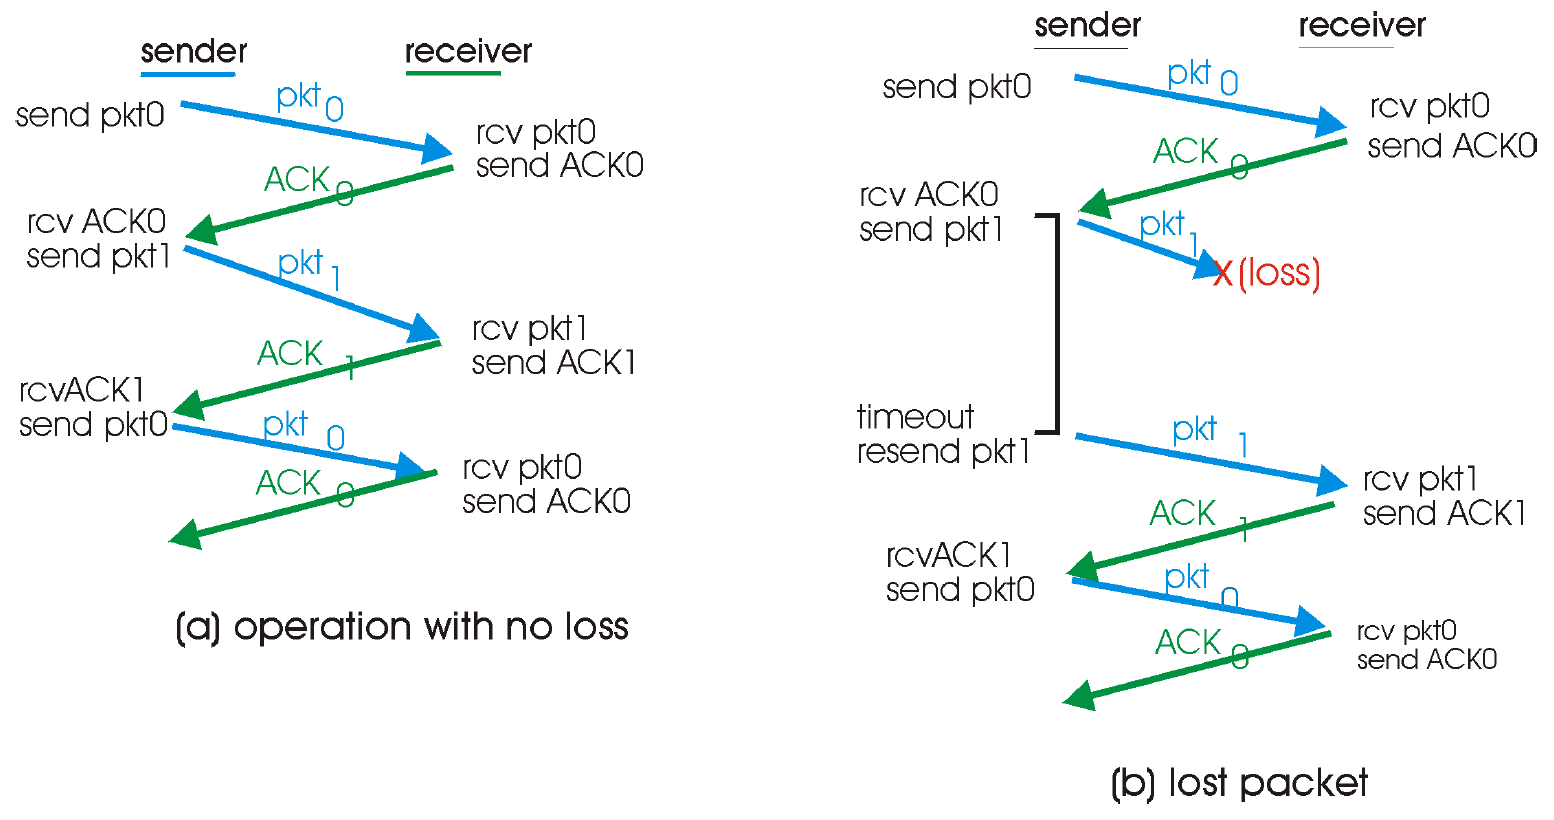 sender
receiver
send pkt0
pkt 0
rcv pkt0
send ACK0
ACK 0
rcv ACK0
send pkt1
pkt 1
rcv pkt1
send ACK1
ACK 1
rcvACK1
send pkt0
pkt 0
rcv pkt0
send ACK0
ACK 0
(a) operation with no loss
sender
receiver
send pkt0
pkt 0
rcv pkt0
send ACK0
ACK 0
rcv ACK0
send pkt1
pkt 1
X (loss)
timeout
resend pkt1
pkt 1
rcv pkt1
send ACK1
ACK 1
rcvACK1
send pkt0
pkt 0
rcv pkt0
send ACK0
ACK 0
(b) lost packet